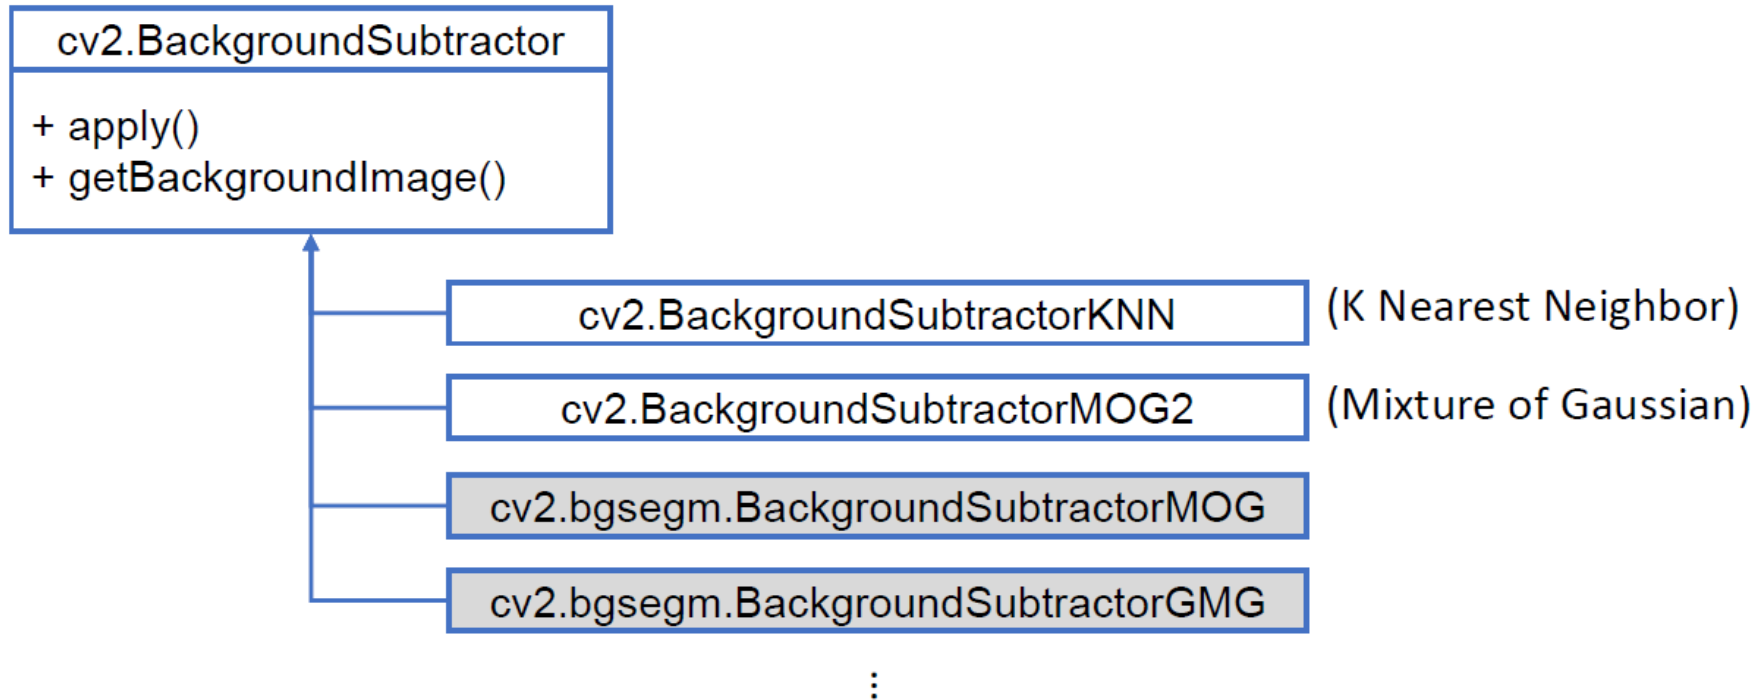 cv2.BackgroundSubtractor
+ apply()
+ getBackgroundImage()
cv2.BackgroundSubtractorKNN (K Nearest Neighbor)
cv2.BackgroundSubtractorMOG2 (Mixture of Gaussian)
cv2.bgsegm.BackgroundSubtractorMOG
cv2.bgsegm.BackgroundSubtractorGMG
⋮